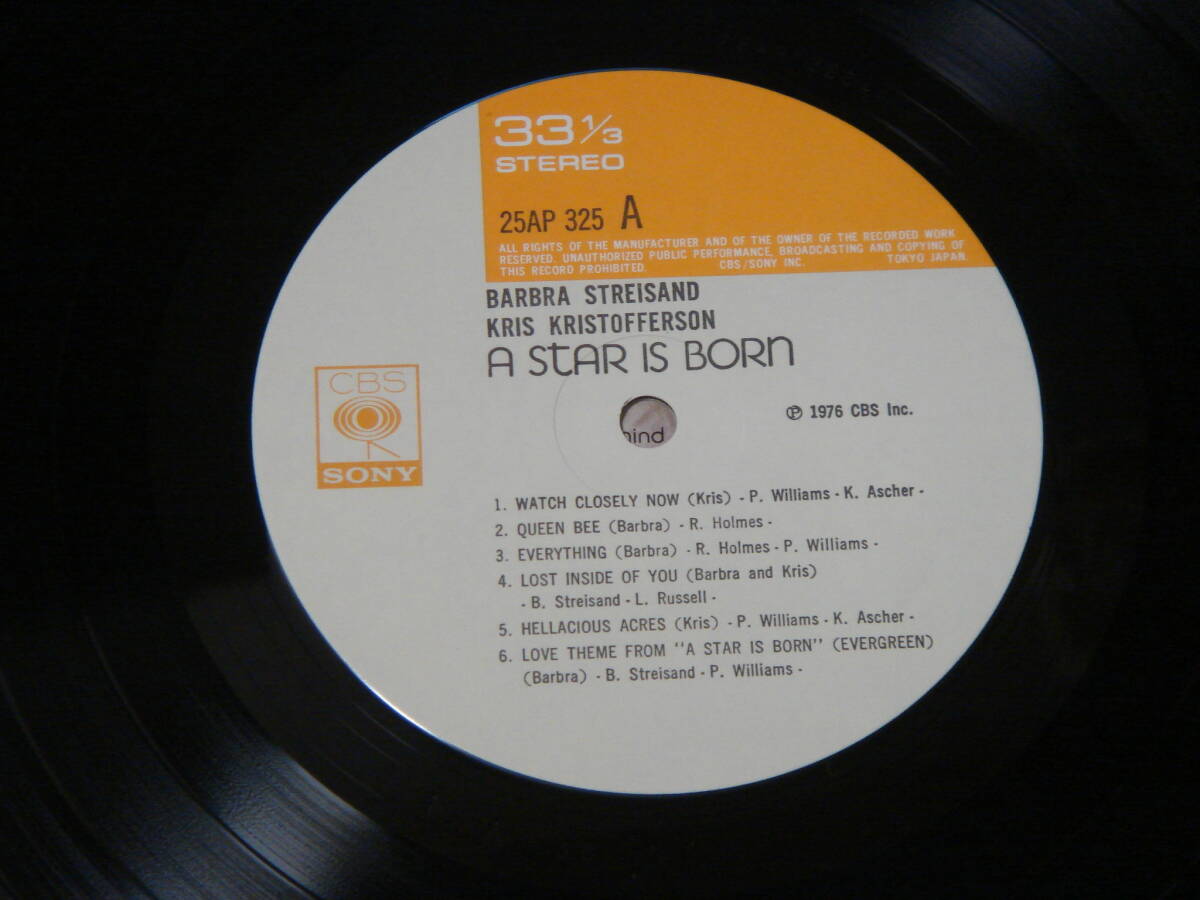 33 1/3
STEREO
25AP 325 A
ALL RIGHTS OF THE MANUFACTURER AND OF THE OWNER OF THE RECORDED WORK
RESERVED. UNAUTHORIZED PUBLIC PERFORMANCE, BROADCASTING AND COPYING OF
THIS RECORD PROHIBITED. CBS/SONY INC. TOKYO JAPAN.
BARBRA STREISAND
KRIS KRISTOFFERSON
A STAR IS BORN
CBS
SONY
℗ 1976 CBS Inc.
1. WATCH CLOSELY NOW (Kris) - P. Williams - K. Ascher -
2. QUEEN BEE (Barbra) - R. Holmes -
3. EVERYTHING (Barbra) - R. Holmes - P. Williams -
4. LOST INSIDE OF YOU (Barbra and Kris)
- B. Streisand - L. Russell -
5. HELLACIOUS ACRES (Kris) - P. Williams - K. Ascher -
6. LOVE THEME FROM "A STAR IS BORN" (EVERGREEN)
(Barbra) - B. Streisand - P. Williams -